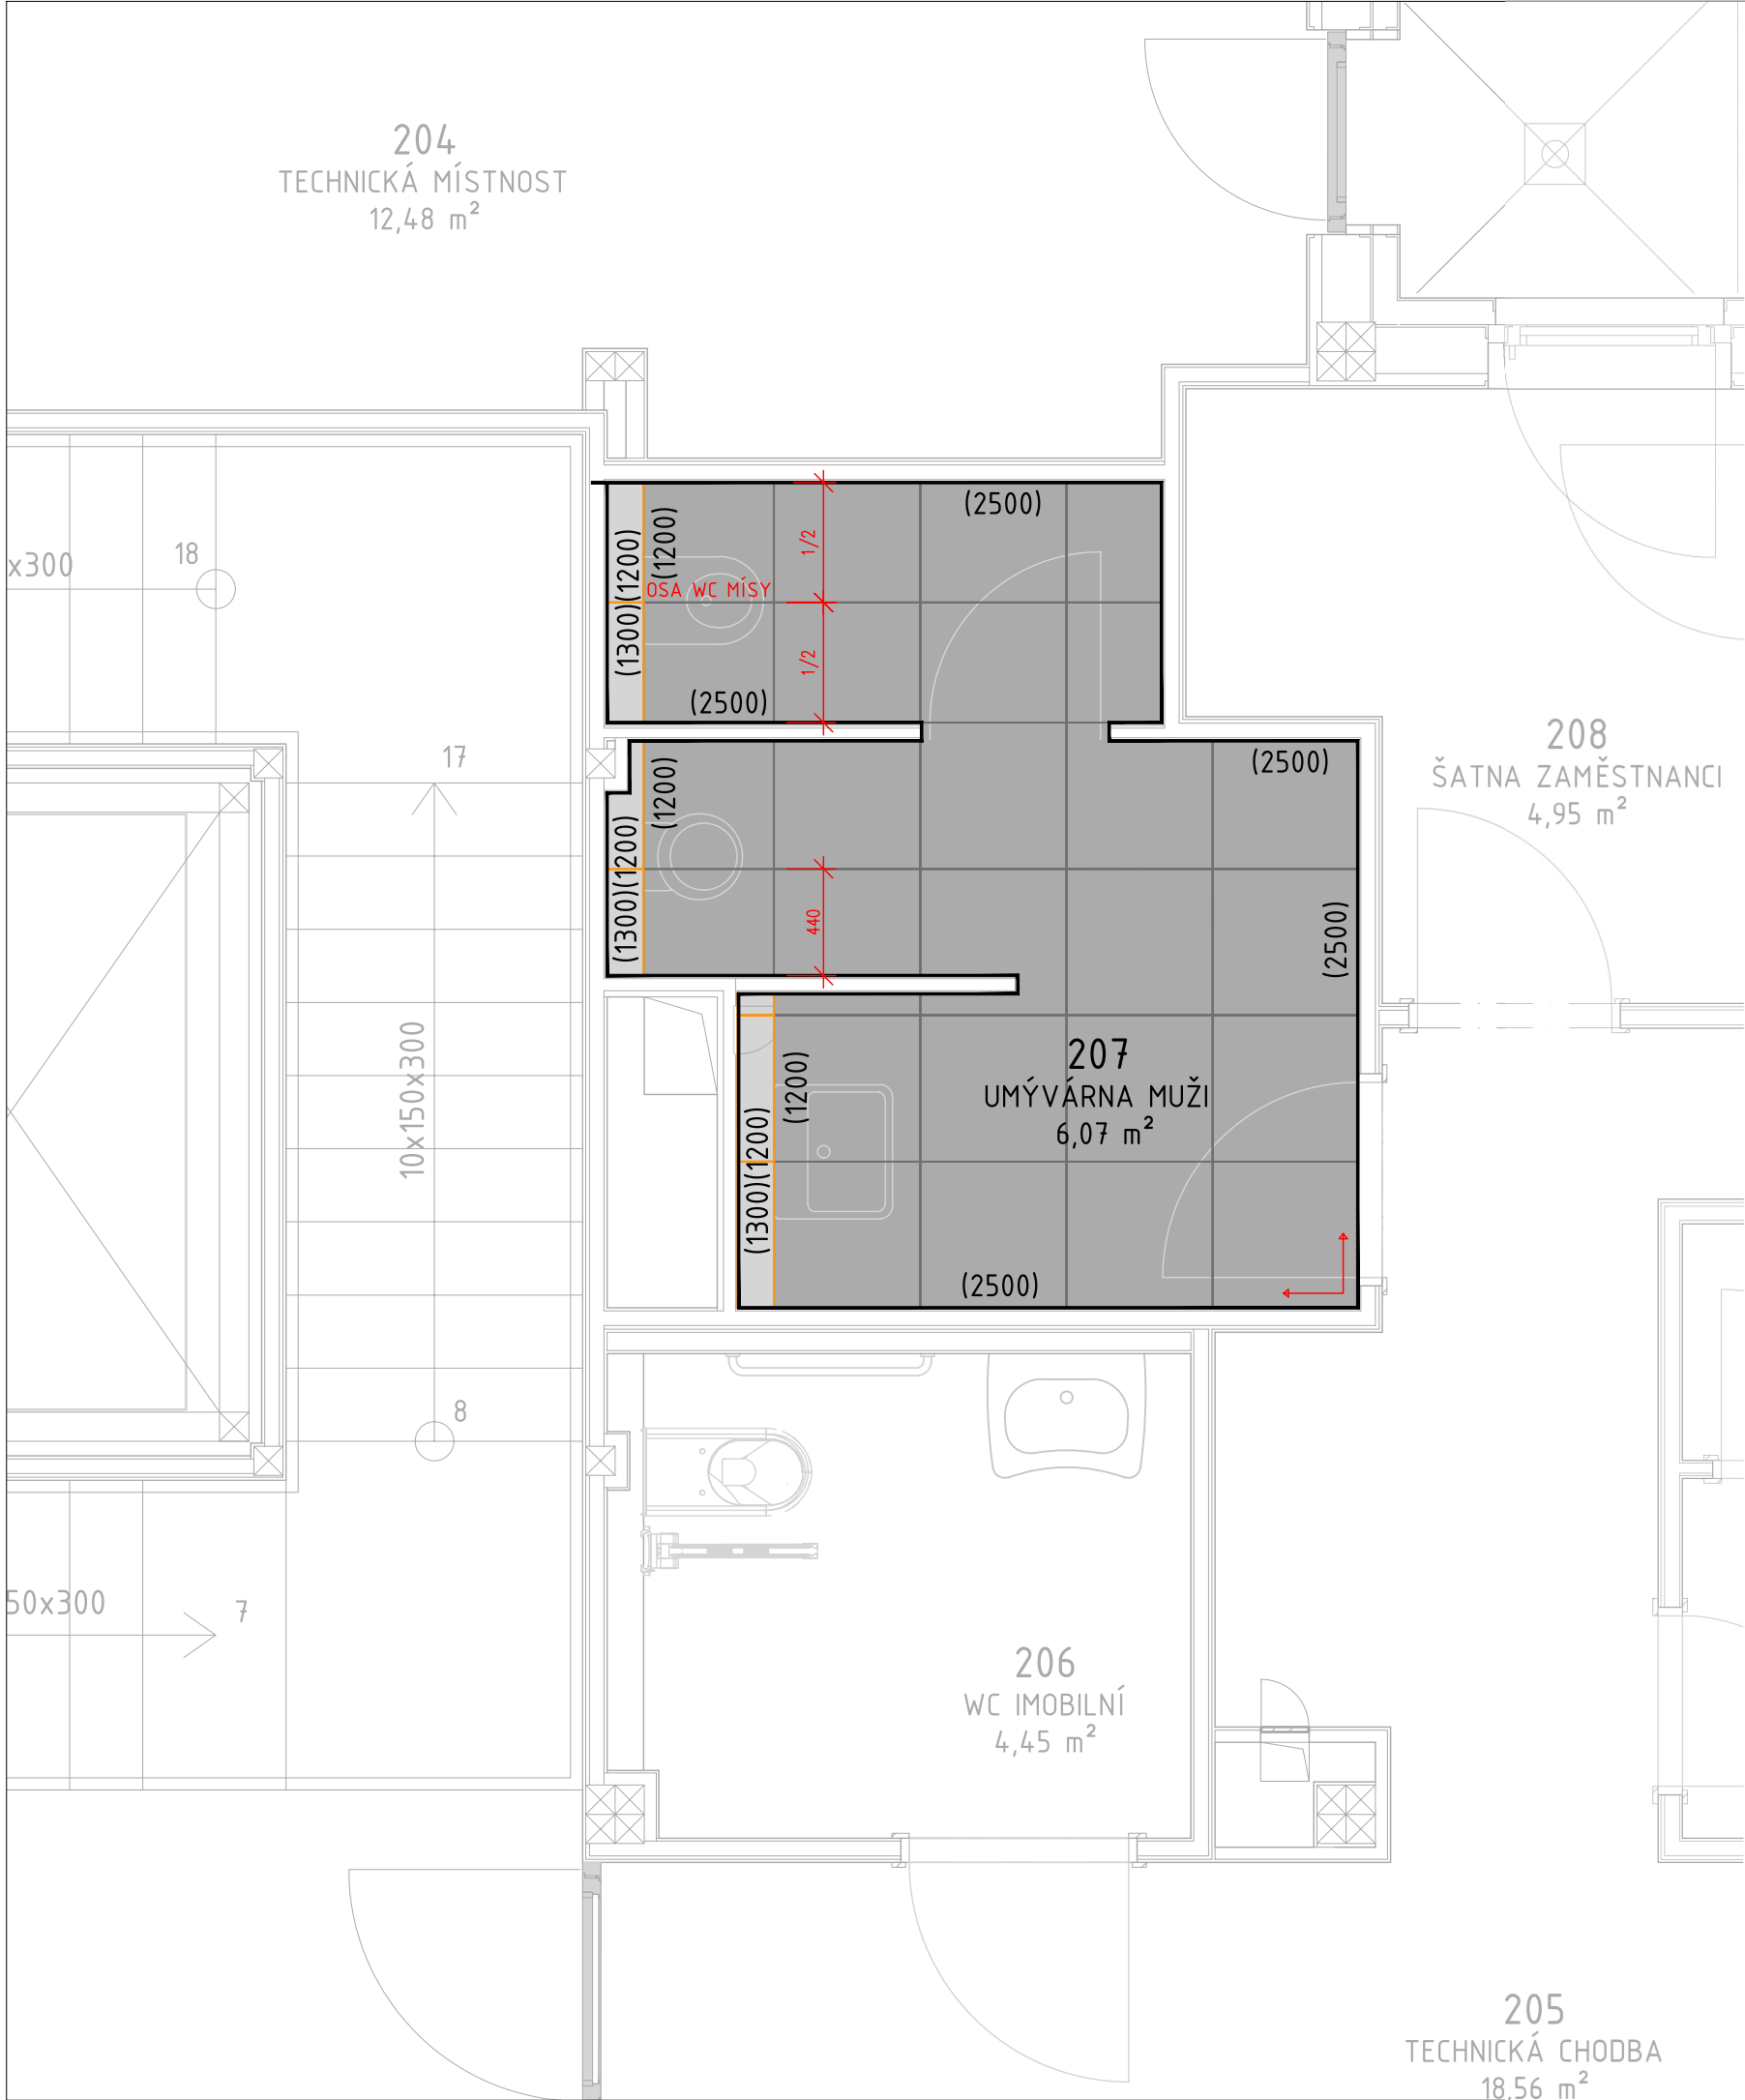 204
TECHNICKÁ MÍSTNOST
12,48 m²
x300
18
(2500)
(1300)(1200)
(1200)
1/2
OSA WC MÍSY
1/2
(2500)
17
(1200)
(2500)
208
ŠATNA ZAMĚSTNANCI
4,95 m²
(1300)(1200)
440
(2500)
10x150x300
207
UMÝVÁRNA MUŽI
6,07 m²
(1200)
(1300)(1200)
(2500)
8
50x300
7
206
WC IMOBILNÍ
4,45 m²
205
TECHNICKÁ CHODBA
18,56 m²